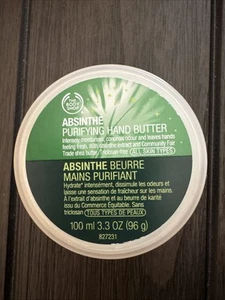 THE
BODY
SHOP
ABSINTHE
PURIFYING HAND BUTTER
Intensely moisturises, conceals odour and leaves hands
feeling fresh. With absinthe extract and Community Fair
Trade shea butter. Triclosan-free ALL SKIN TYPES
ABSINTHE BEURRE
MAINS PURIFIANT
Hydrate* intensément, dissimule les odeurs et
laisse une sensation de fraîcheur sur les mains.
À l'extrait d'absinthe et au beurre de karité
issu du Commerce Équitable. Sans
triclosan TOUS TYPES DE PEAUX
100 ml 3.3 OZ (96 g)
827231